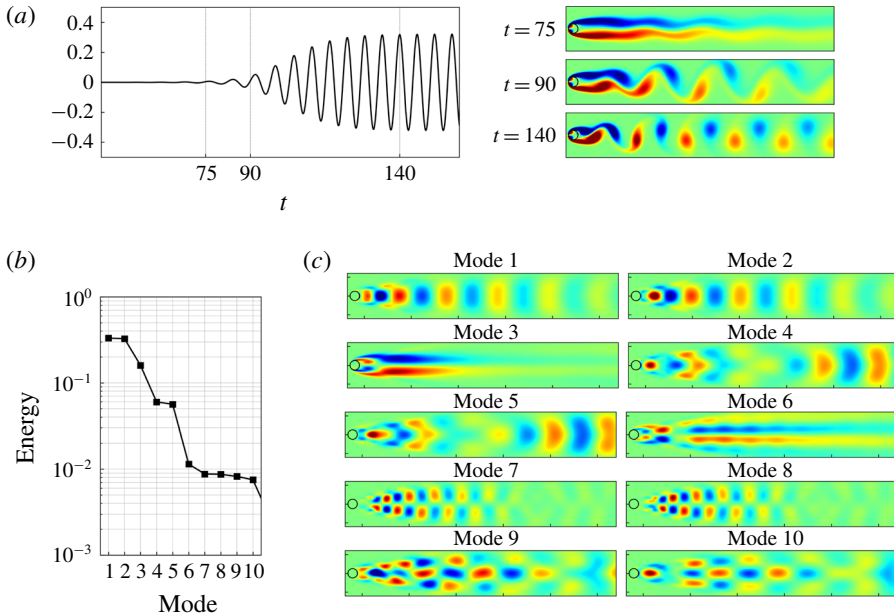 (a)
0.4
0.2
0
−0.2
−0.4
75
90
140
t
t = 75
t = 90
t = 140
(b)
10^0
10^−1
10^−2
10^−3
Energy
1 2 3 4 5 6 7 8 9 10
Mode
(c)
Mode 1
Mode 2
Mode 3
Mode 4
Mode 5
Mode 6
Mode 7
Mode 8
Mode 9
Mode 10